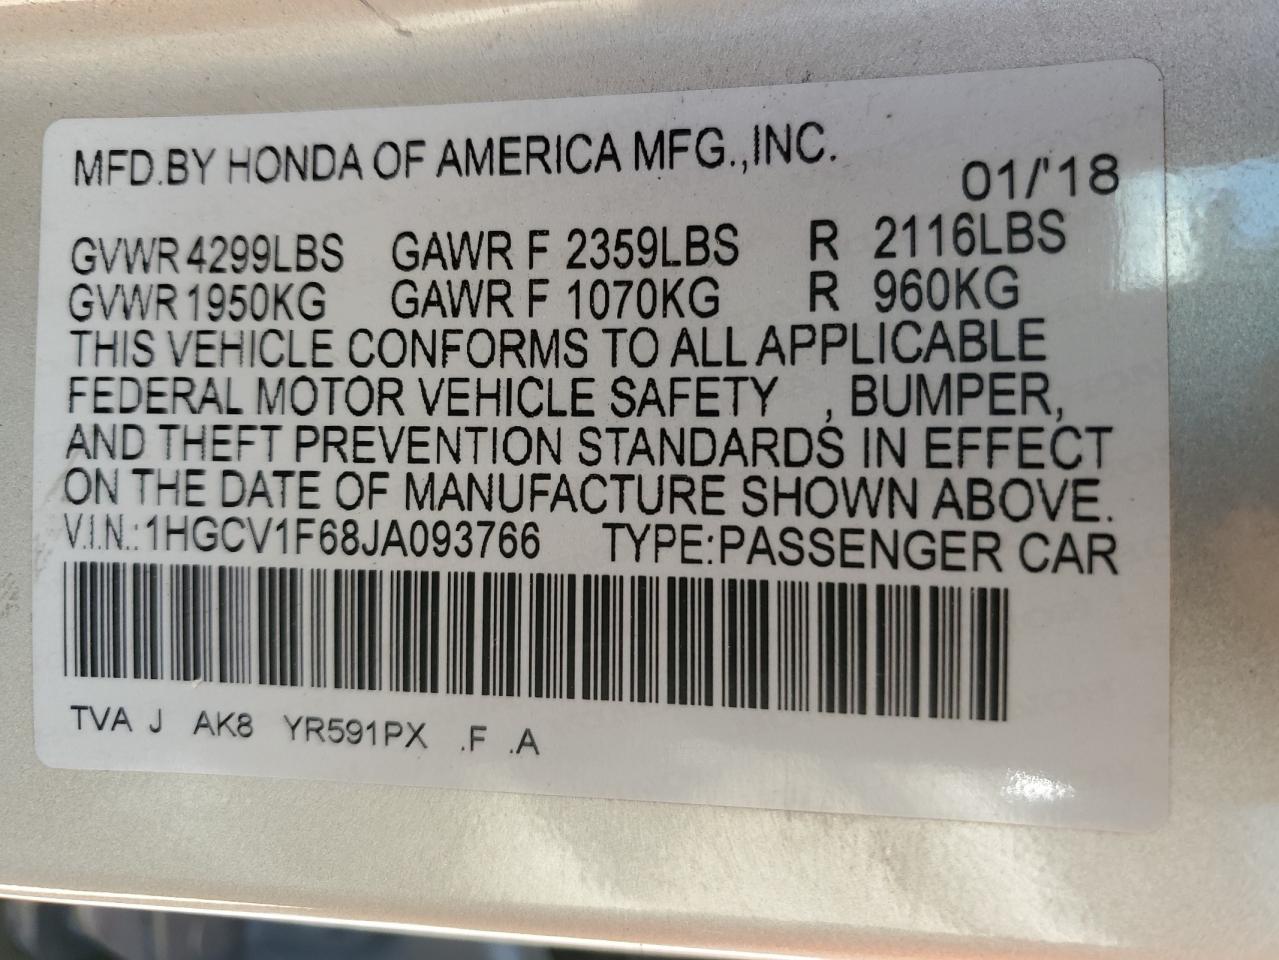 MFD.BY HONDA OF AMERICA MFG.,INC.
01/'18
GVWR 4299LBS GAWR F 2359LBS R 2116LBS
GVWR 1950KG GAWR F 1070KG R 960KG
THIS VEHICLE CONFORMS TO ALL APPLICABLE
FEDERAL MOTOR VEHICLE SAFETY , BUMPER,
AND THEFT PREVENTION STANDARDS IN EFFECT
ON THE DATE OF MANUFACTURE SHOWN ABOVE.
V.I.N.:1HGCV1F68JA093766 TYPE:PASSENGER CAR
TVA J AK8 YR591PX .F .A